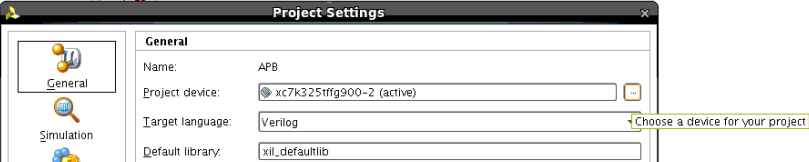 Project Settings
General
Name: APB
General
Project device: xc7k325tffg900-2 (active) ...
Target language: Verilog
Choose a device for your project
Simulation
Default library: xil_defaultlib